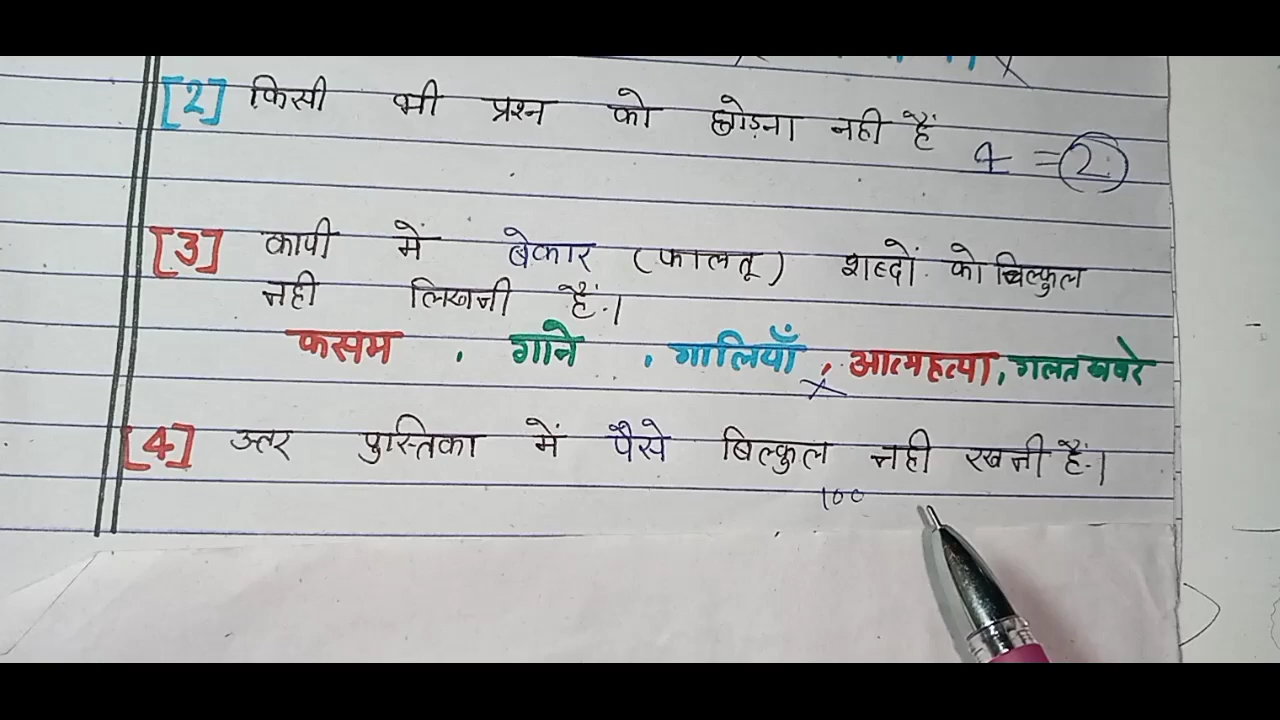 [2] किसी भी प्रश्न को छोड़ना नही हैं
4 = 2
[3] कापी में बेकार (फालतू) शब्दों को बिल्कुल
नही लिखनी हैं।
कसम , गाने , गालियाँ , आत्महत्या, गलत खबरे
[4] उत्तर पुस्तिका में पैसे बिल्कुल नही रखनी हैं।
100